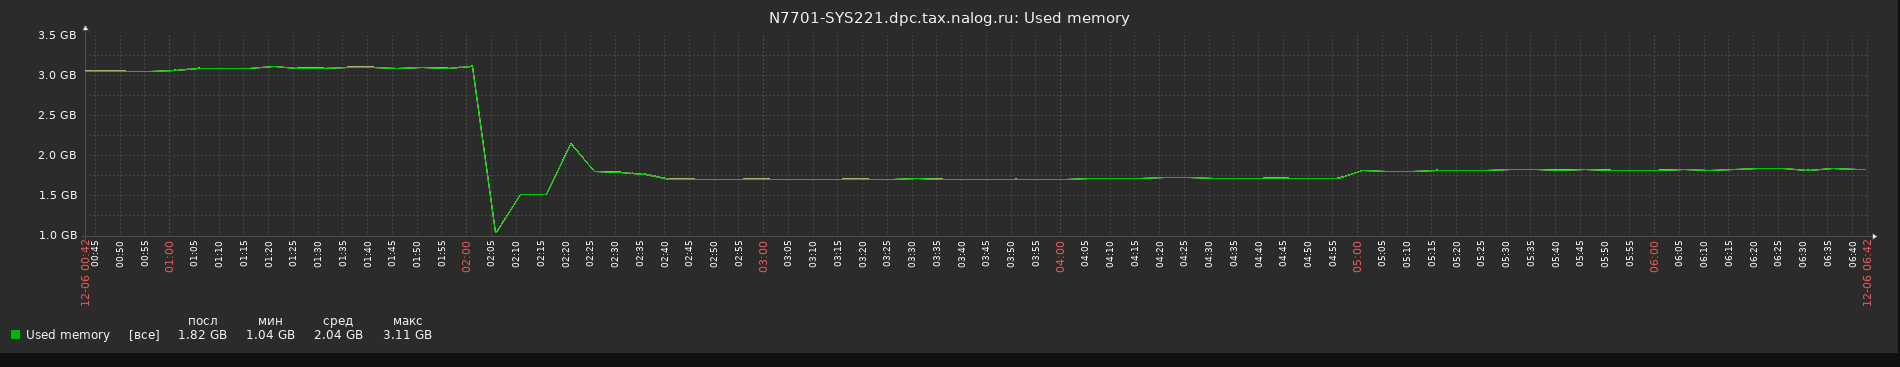 N7701-SYS221.dpc.tax.nalog.ru: Used memory
3.5 GB
3.0 GB
2.5 GB
2.0 GB
1.5 GB
1.0 GB
12-06 00:42 00:45 00:50 00:55 01:00 01:05 01:10 01:15 01:20 01:25 01:30 01:35 01:40 01:45 01:50 01:55 02:00 02:05 02:10 02:15 02:20 02:25 02:30 02:35 02:40 02:45 02:50 02:55 03:00 03:05 03:10 03:15 03:20 03:25 03:30 03:35 03:40 03:45 03:50 03:55 04:00 04:05 04:10 04:15 04:20 04:25 04:30 04:35 04:40 04:45 04:50 04:55 05:00 05:05 05:10 05:15 05:20 05:25 05:30 05:35 05:40 05:45 05:50 05:55 06:00 06:05 06:10 06:15 06:20 06:25 06:30 06:35 06:40 12-06 06:42
посл мин сред макс
Used memory [все] 1.82 GB 1.04 GB 2.04 GB 3.11 GB